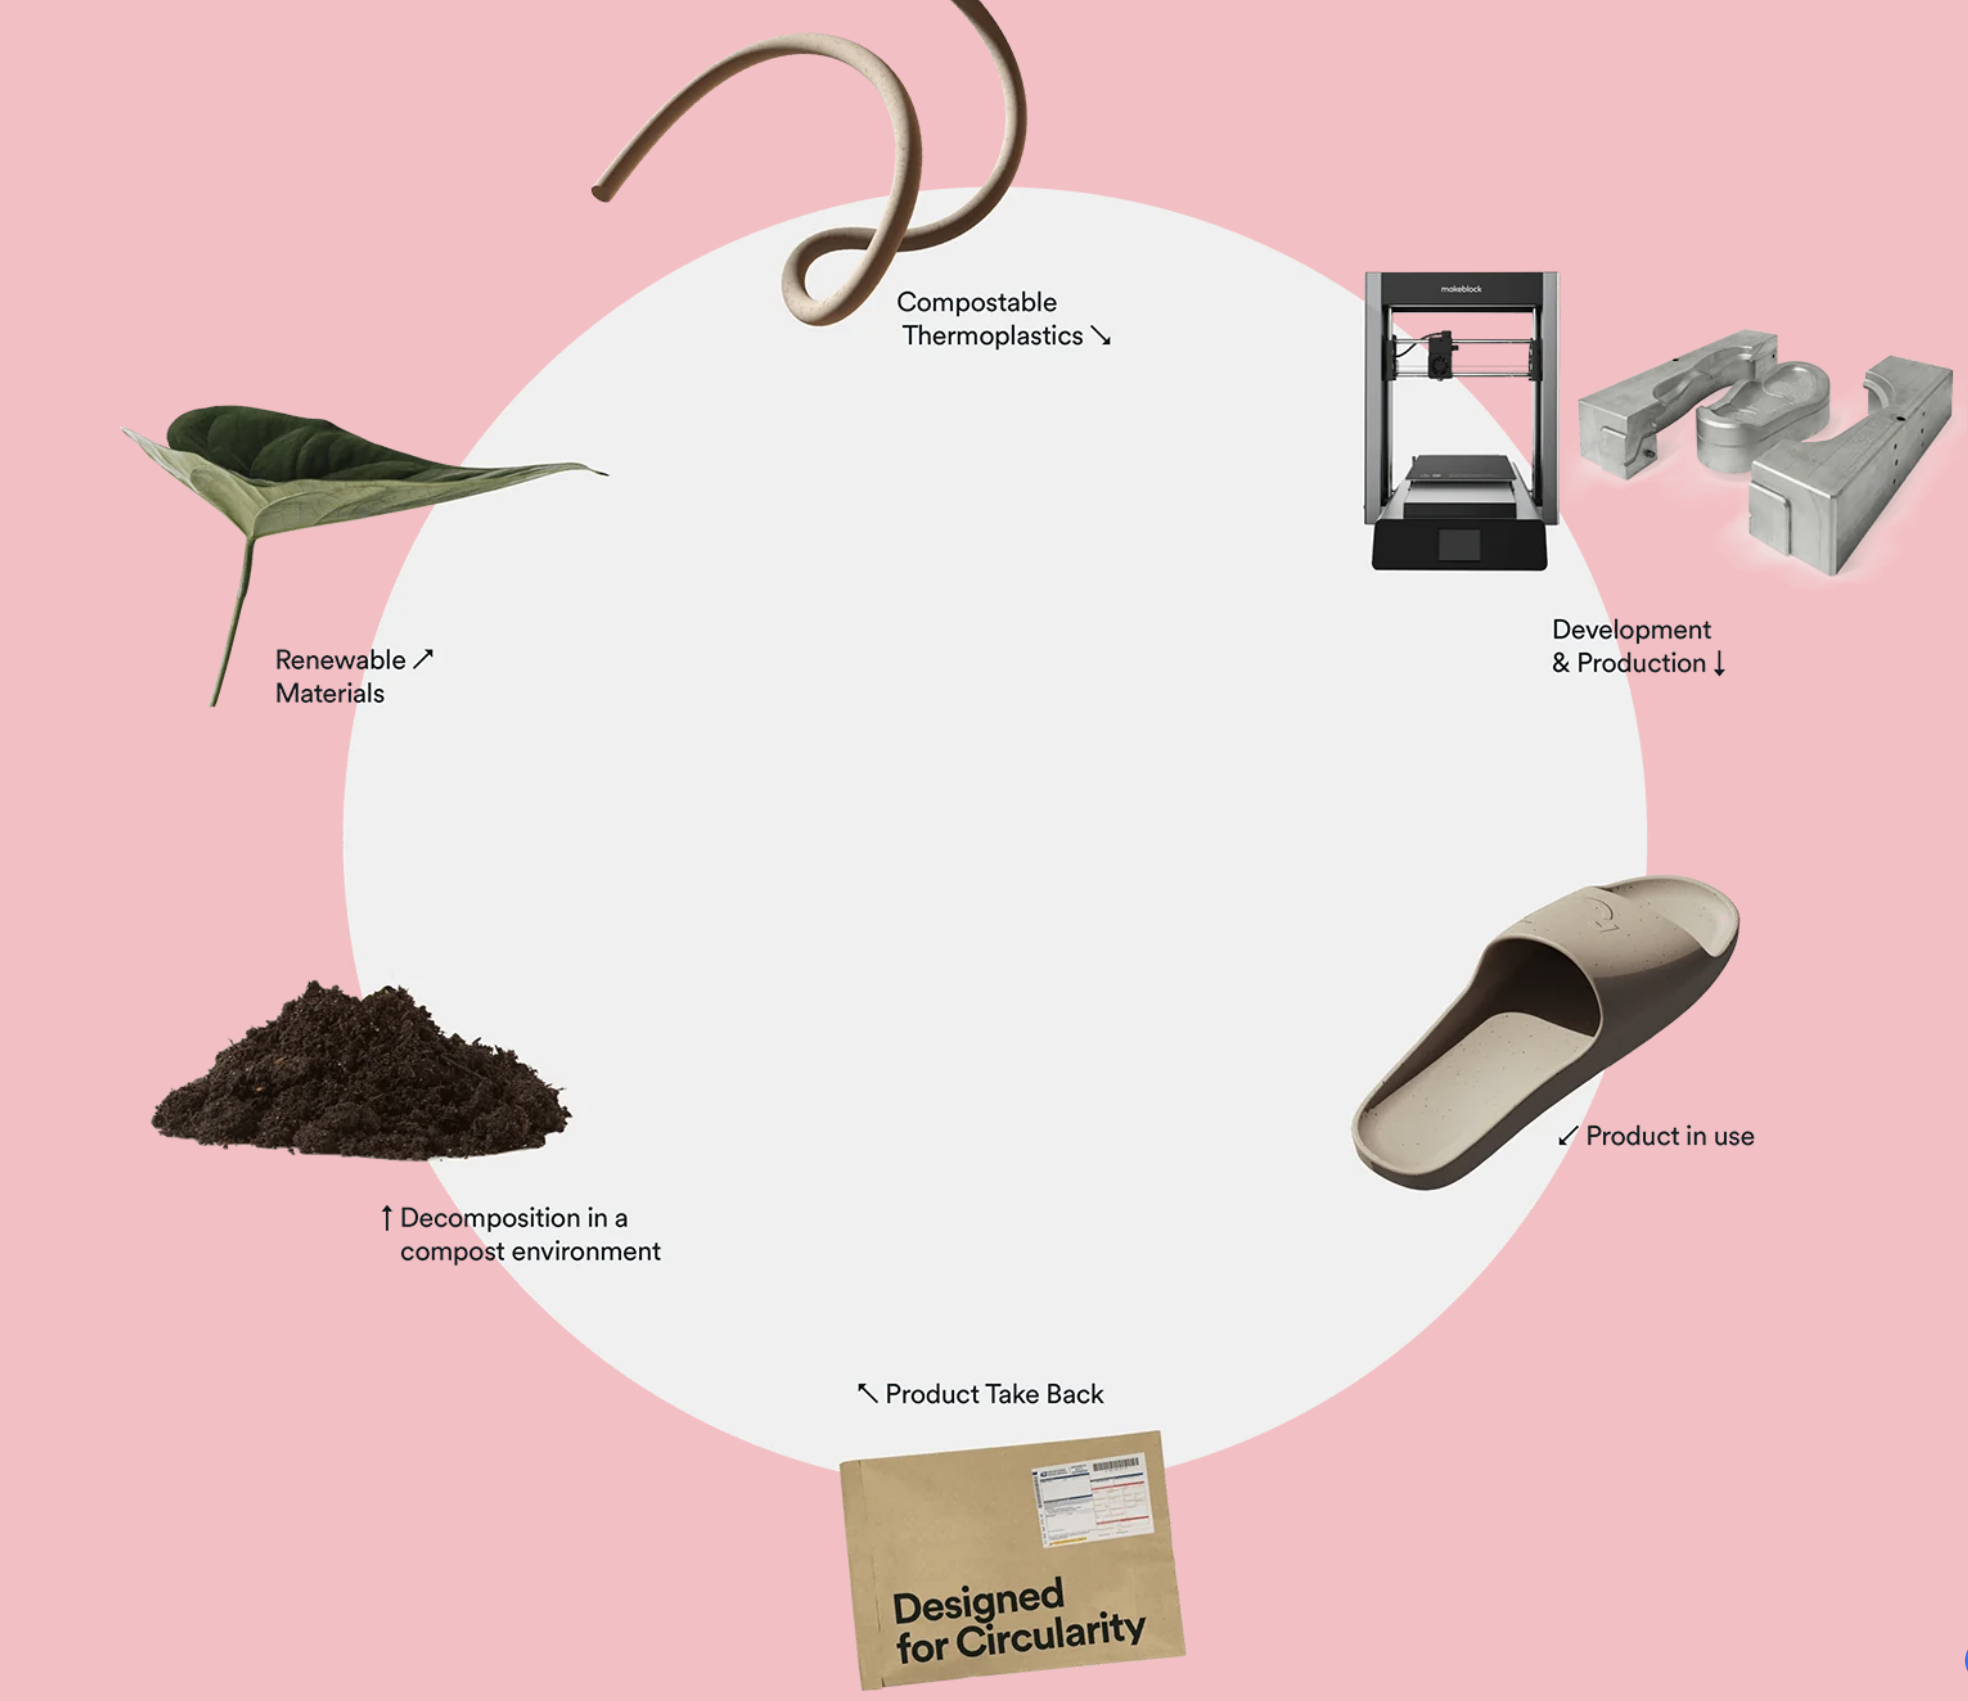 Compostable
Thermoplastics ↘
makeblock
Development
& Production ↓
Renewable ↗
Materials
↙ Product in use
↑ Decomposition in a
compost environment
↖ Product Take Back
Designed
for Circularity